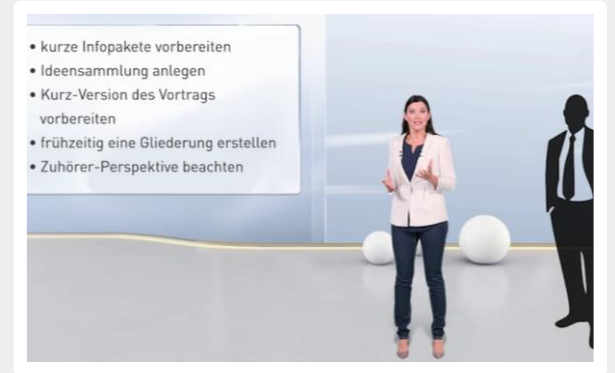 • kurze Infopakete vorbereiten
• Ideensammlung anlegen
• Kurz-Version des Vortrags
vorbereiten
• frühzeitig eine Gliederung erstellen
• Zuhörer-Perspektive beachten